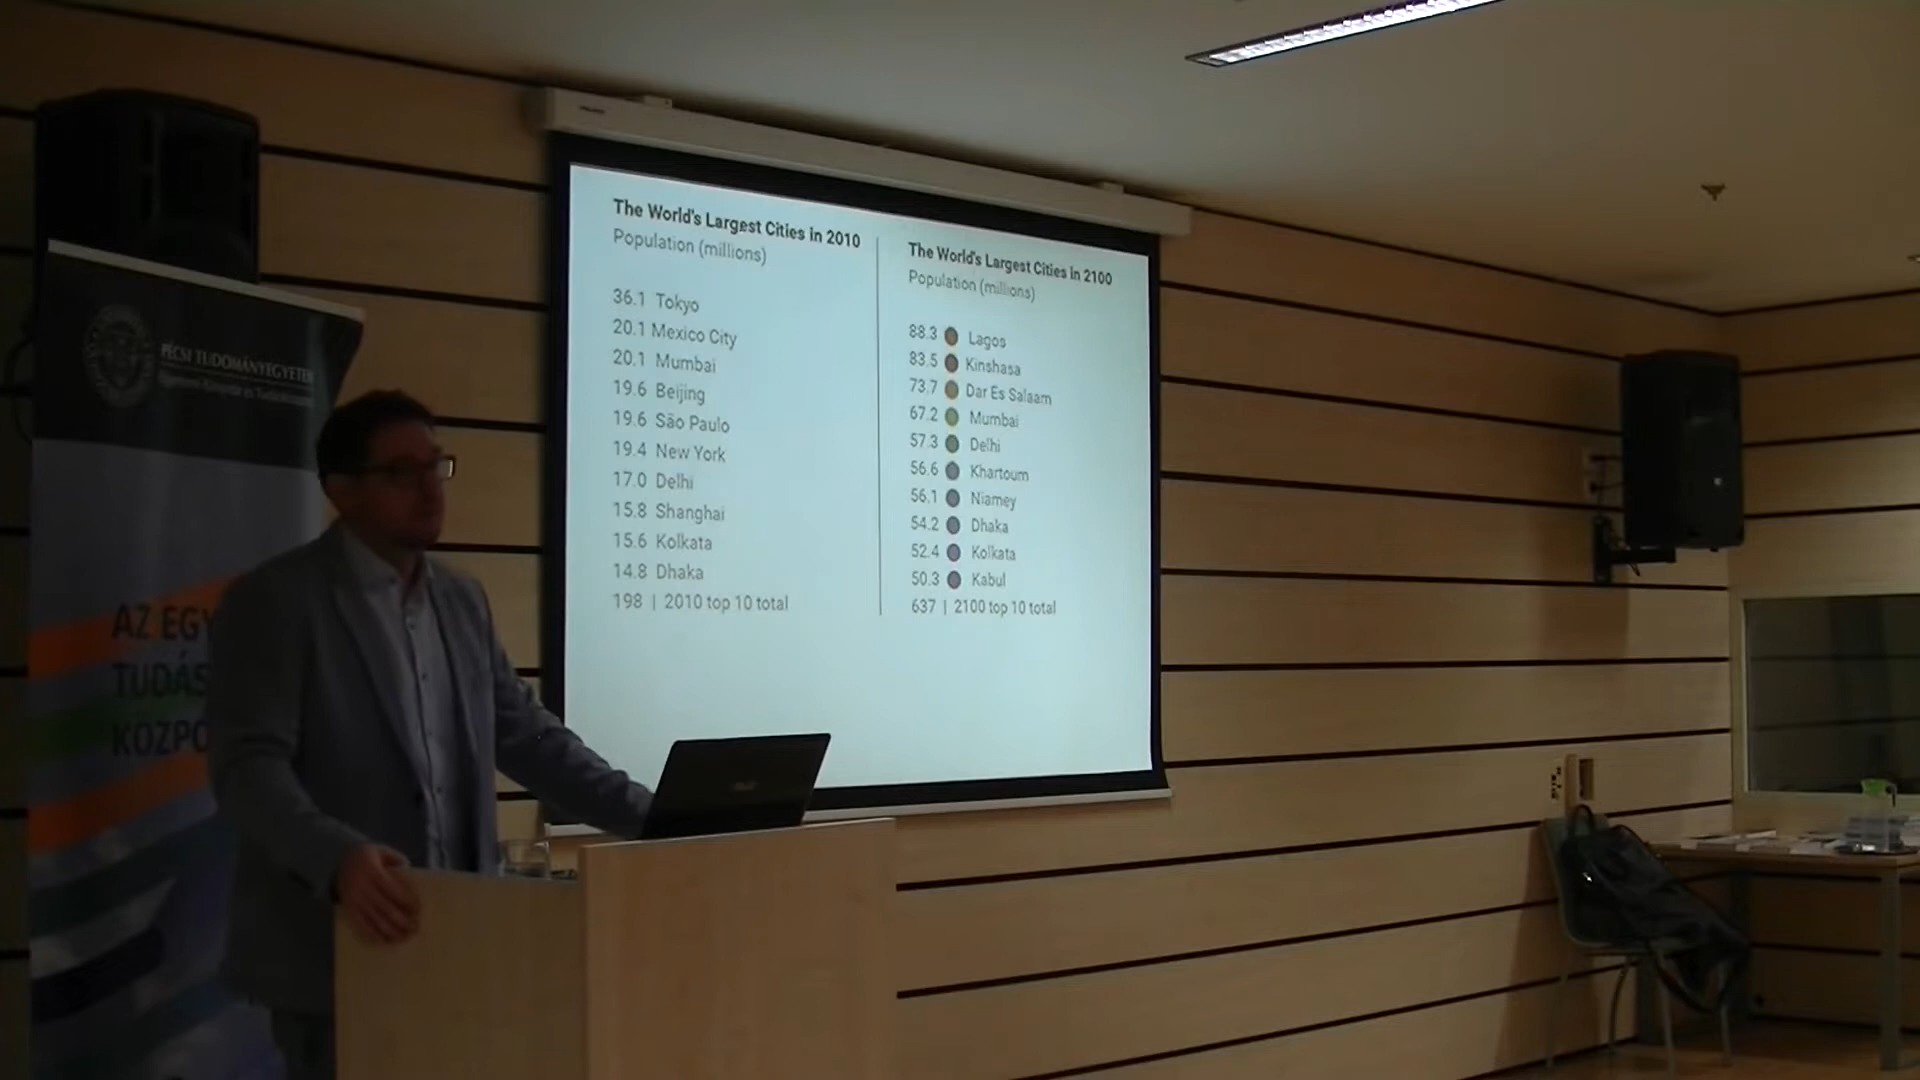 PÉCSI TUDOMÁNYEGYETEM
AZ EGY
TUDÁS
KÖZPO
The World's Largest Cities in 2010
Population (millions)
36.1 Tokyo
20.1 Mexico City
20.1 Mumbai
19.6 Beijing
19.6 São Paulo
19.4 New York
17.0 Delhi
15.8 Shanghai
15.6 Kolkata
14.8 Dhaka
198 | 2010 top 10 total
The World's Largest Cities in 2100
Population (millions)
88.3 Lagos
83.5 Kinshasa
73.7 Dar Es Salaam
67.2 Mumbai
57.3 Delhi
56.6 Khartoum
56.1 Niamey
54.2 Dhaka
52.4 Kolkata
50.3 Kabul
637 | 2100 top 10 total